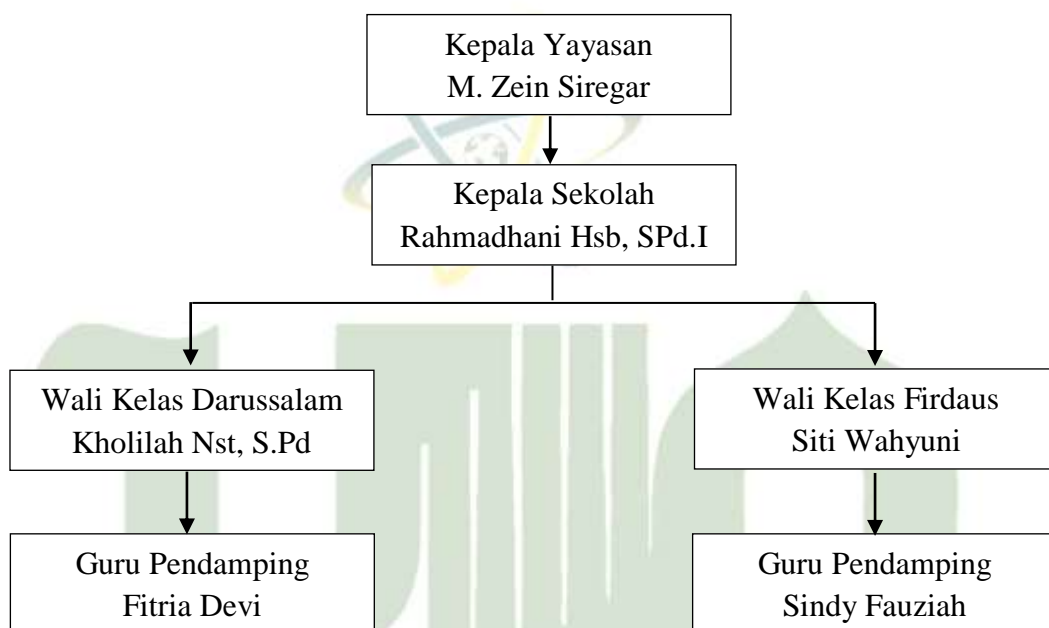 Kepala Yayasan
M. Zein Siregar
Kepala Sekolah
Rahmadhani Hsb, SPd.I
Wali Kelas Darussalam
Kholilah Nst, S.Pd
Wali Kelas Firdaus
Siti Wahyuni
Guru Pendamping
Fitria Devi
Guru Pendamping
Sindy Fauziah